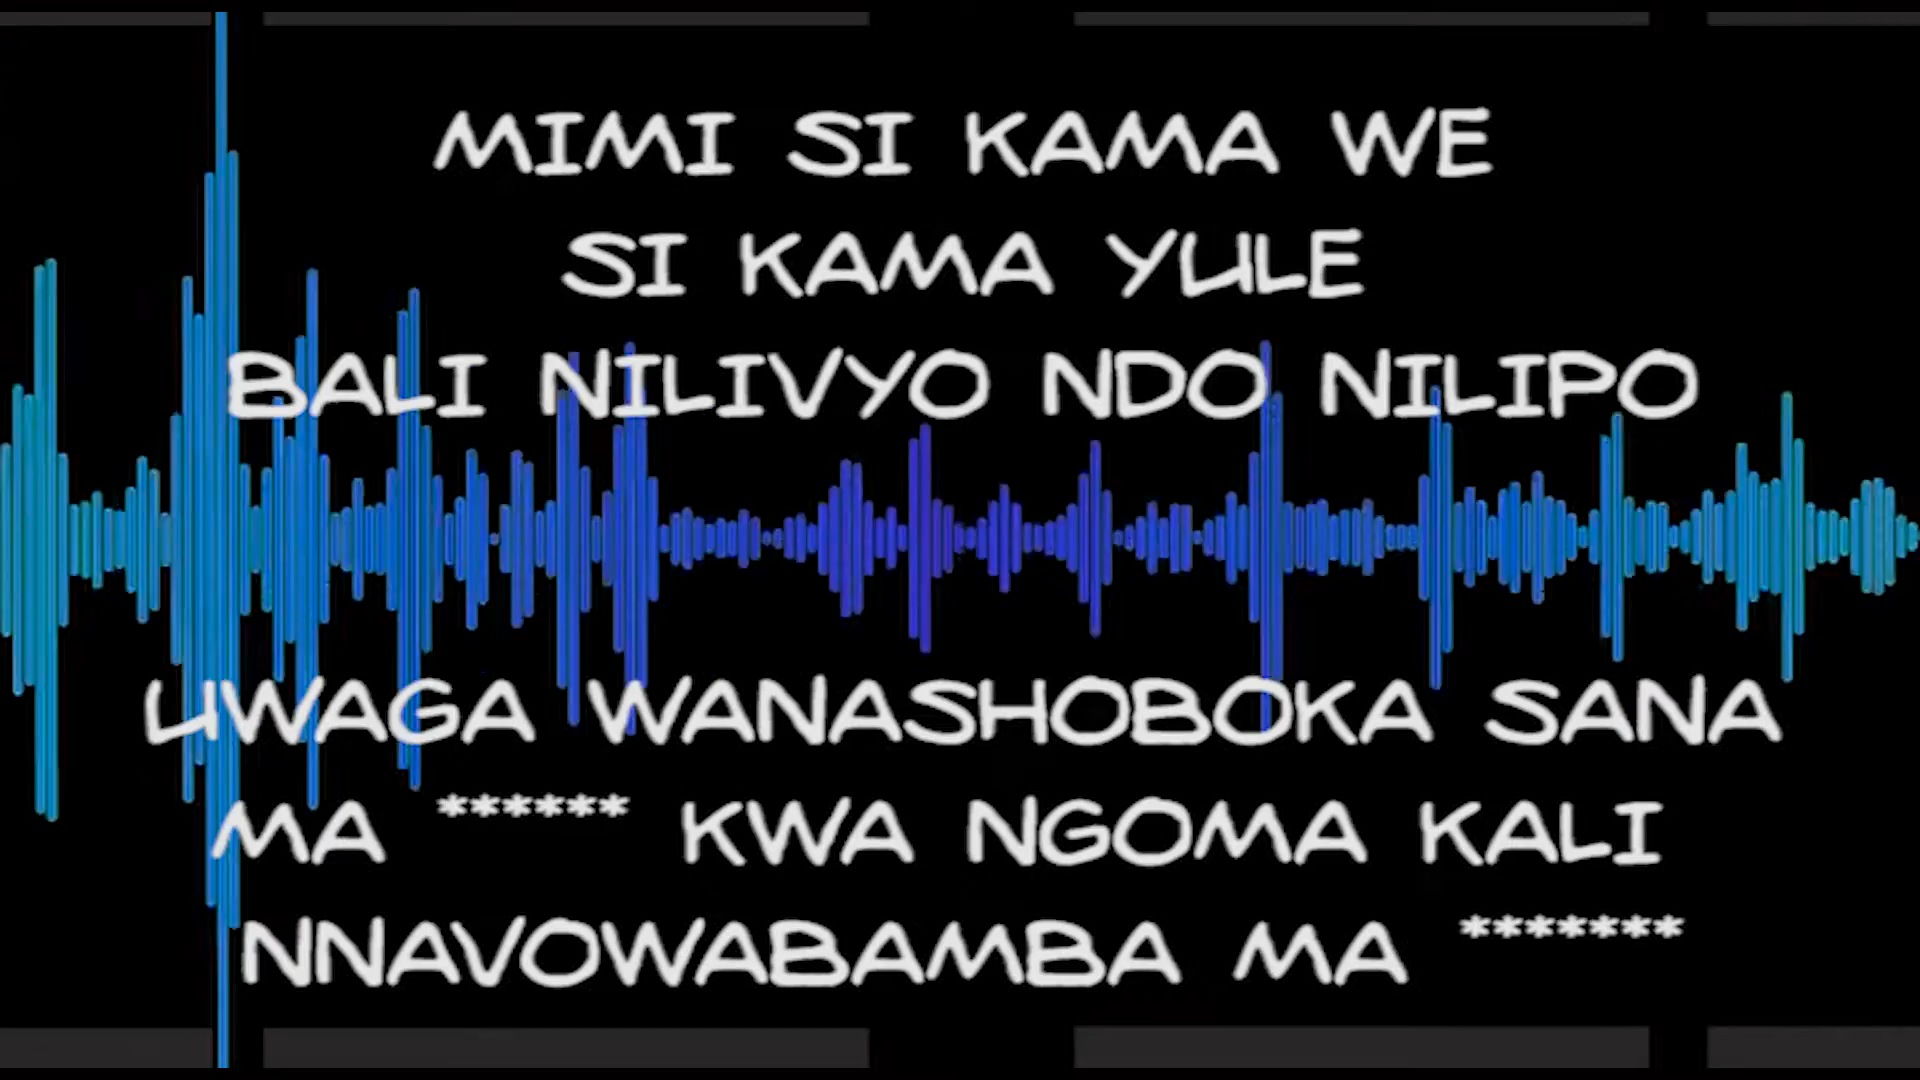 MIMI SI KAMA WE
SI KAMA YULE
BALI NILIVYO NDO NILIPO
UWAGA WANASHOBOKA SANA
MA ****** KWA NGOMA KALI
NNAVOWABAMBA MA *******